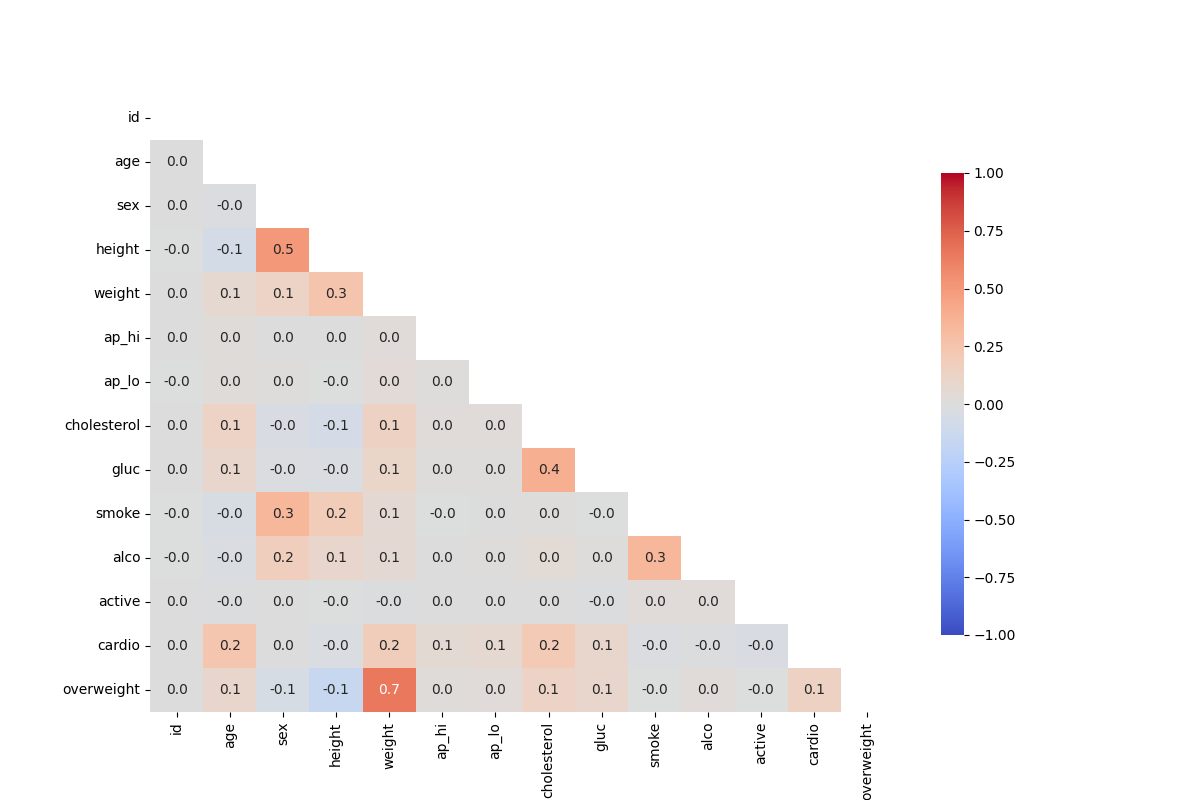 id
age 0.0
sex 0.0 -0.0
height -0.0 -0.1 0.5
weight 0.0 0.1 0.1 0.3
ap_hi 0.0 0.0 0.0 0.0 0.0
ap_lo -0.0 0.0 0.0 -0.0 0.0 0.0
cholesterol 0.0 0.1 -0.0 -0.1 0.1 0.0 0.0
gluc 0.0 0.1 -0.0 -0.0 0.1 0.0 0.0 0.4
smoke -0.0 -0.0 0.3 0.2 0.1 -0.0 0.0 0.0 -0.0
alco -0.0 -0.0 0.2 0.1 0.1 0.0 0.0 0.0 0.0 0.3
active 0.0 -0.0 0.0 -0.0 -0.0 0.0 0.0 0.0 -0.0 0.0 0.0
cardio 0.0 0.2 0.0 -0.0 0.2 0.1 0.1 0.2 0.1 -0.0 -0.0 -0.0
overweight 0.0 0.1 -0.1 -0.1 0.7 0.0 0.0 0.1 0.1 -0.0 0.0 -0.0 0.1
id age sex height weight ap_hi ap_lo cholesterol gluc smoke alco active cardio overweight
1.00
0.75
0.50
0.25
0.00
−0.25
−0.50
−0.75
−1.00